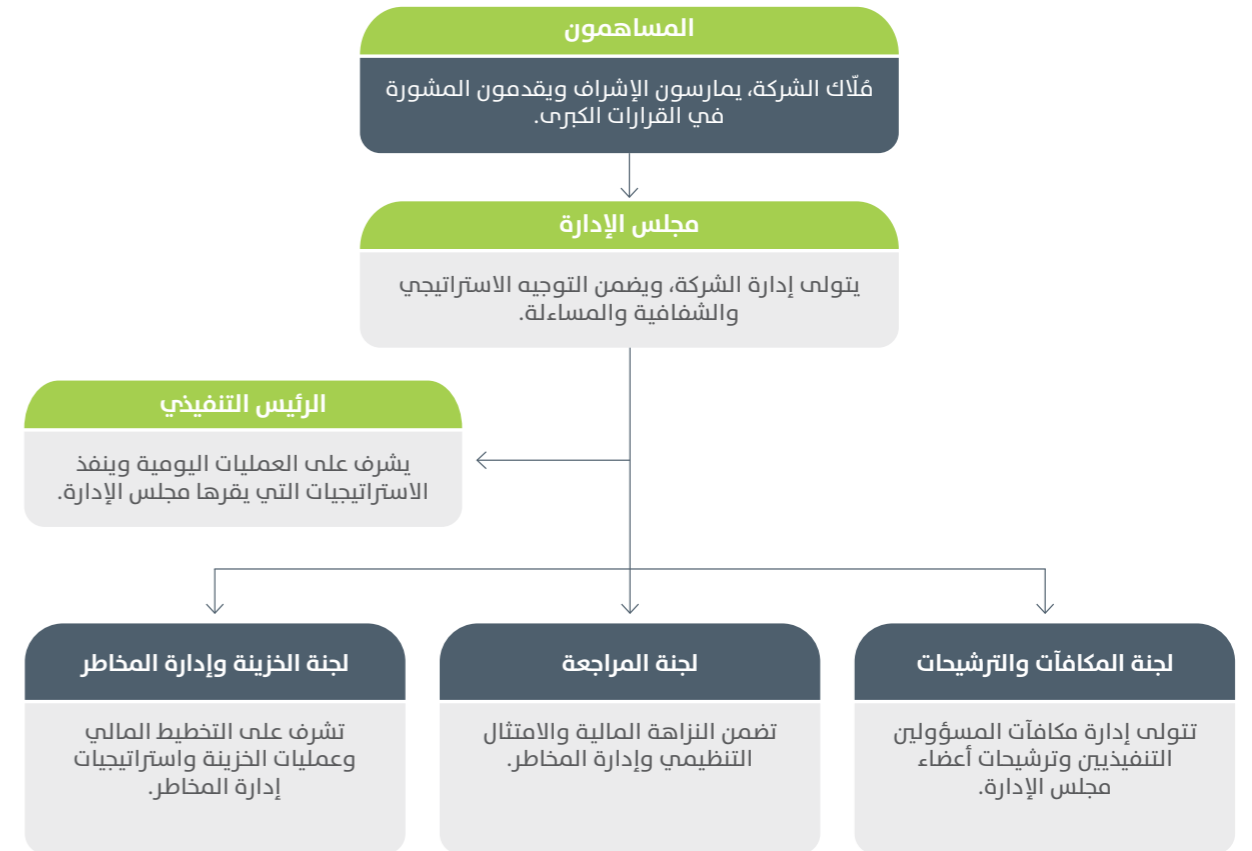 المساهمون
مُلّاك الشركة، يمارسون الإشراف ويقدمون المشورة
في القرارات الكبرى.
مجلس الإدارة
يتولى إدارة الشركة، ويضمن التوجيه الاستراتيجي
والشفافية والمساءلة.
الرئيس التنفيذي
يشرف على العمليات اليومية وينفذ
الاستراتيجيات التي يقرها مجلس الإدارة.
لجنة المكافآت والترشيحات
تتولى إدارة مكافآت المسؤولين
التنفيذيين وترشيحات أعضاء
مجلس الإدارة.
لجنة المراجعة
تضمن النزاهة المالية والامتثال
التنظيمي وإدارة المخاطر.
لجنة الخزينة وإدارة المخاطر
تشرف على التخطيط المالي
وعمليات الخزينة واستراتيجيات
إدارة المخاطر.